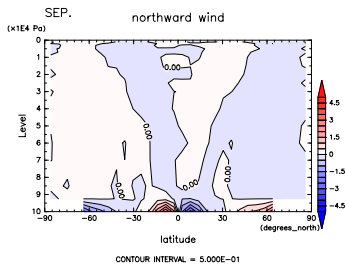 SEP.
northward wind
(×1E4 Pa)
0
1
2
3
4
5
6
7
8
9
10
Level
0.00
0.00
0.00
0.00
0.00
4.5
3
1.5
0
−1.5
−3
−4.5
−90 −60 −30 0 30 60 90
(degrees_north)
latitude
CONTOUR INTERVAL = 5.000E−01